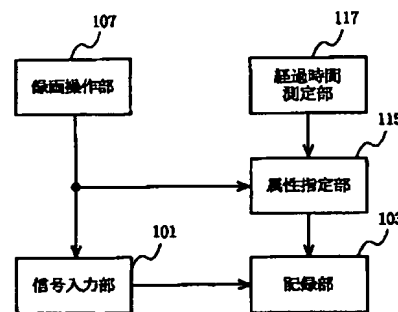 107
録画操作部
117
経過時間
測定部
115
属性指定部
101
信号入力部
103
記録部